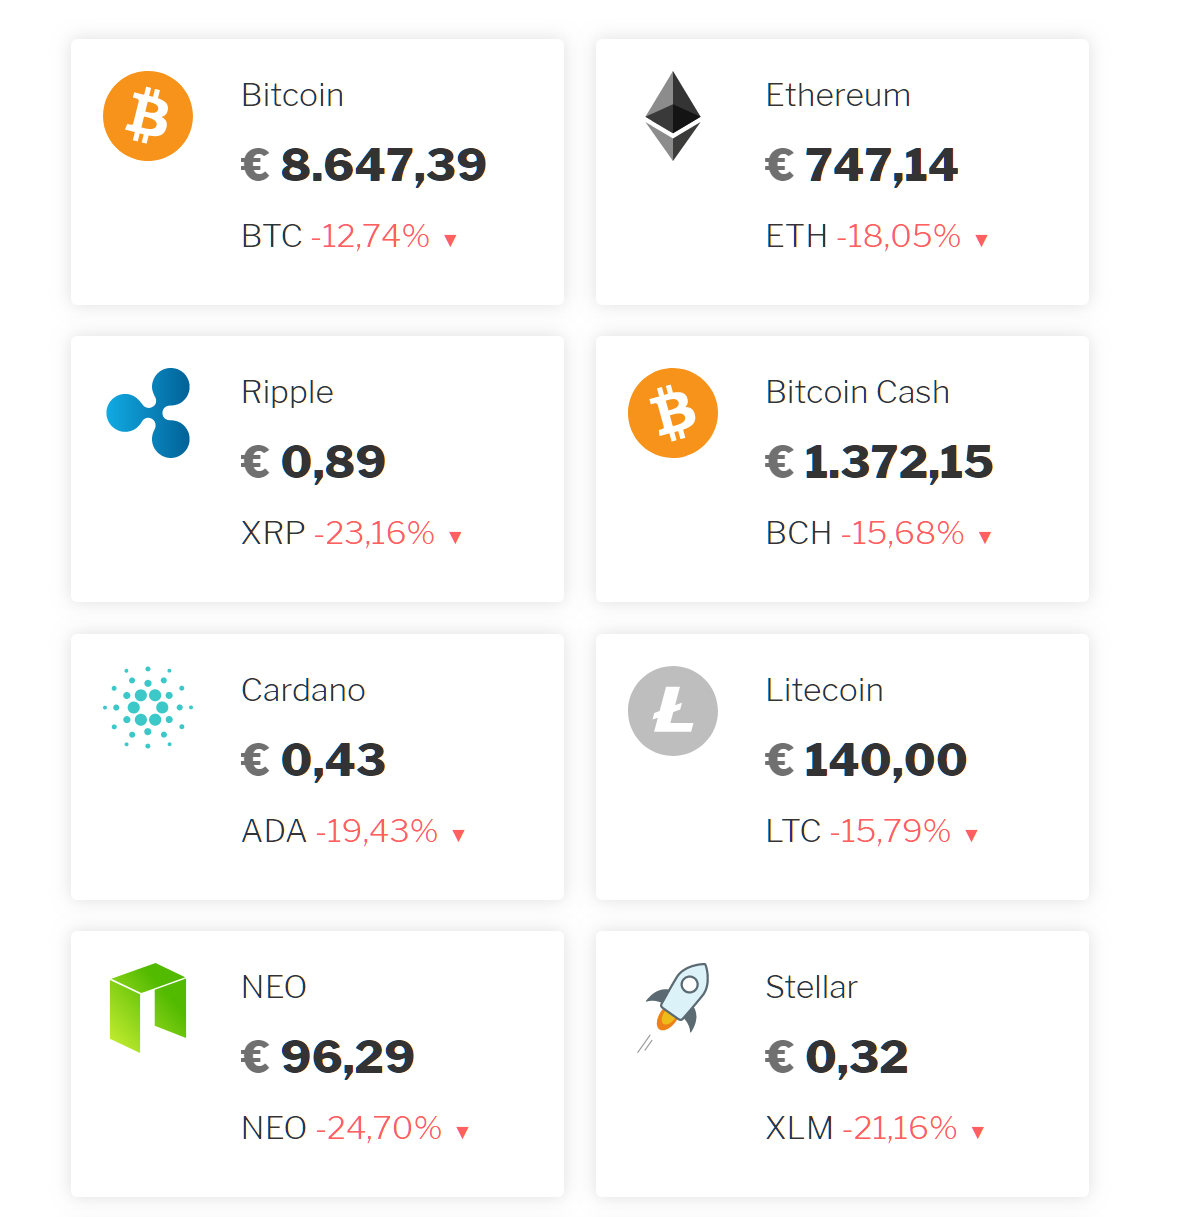 Bitcoin
€ 8.647,39
BTC -12,74% ▼
Ethereum
€ 747,14
ETH -18,05% ▼
Ripple
€ 0,89
XRP -23,16% ▼
Bitcoin Cash
€ 1.372,15
BCH -15,68% ▼
Cardano
€ 0,43
ADA -19,43% ▼
Litecoin
€ 140,00
LTC -15,79% ▼
NEO
€ 96,29
NEO -24,70% ▼
Stellar
€ 0,32
XLM -21,16% ▼